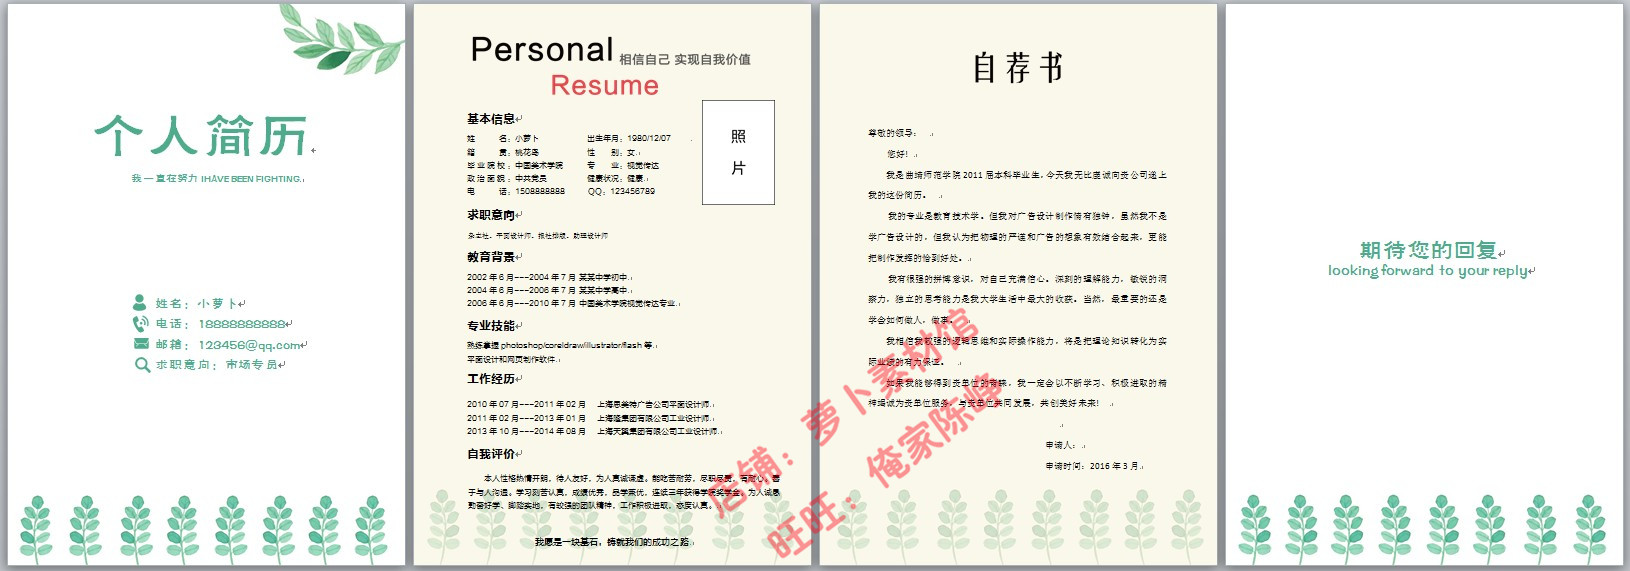 个人简历
我一直在努力 I HAVE BEEN FIGHTING.
姓名：小萝卜
电话：18888888888
邮箱：123456@qq.com
求职意向：市场专员
Personal 相信自己 实现自我价值
Resume
照
片
基本信息
姓 名：小萝卜 出生年月：1980/12/07
籍 贯：桃花岛 性 别：女
毕业院校：中国美术学院 专 业：视觉传达
政治面貌：中共党员 健康状况：健康
电 话：1508888888 QQ：123456789
求职意向
杂志社、平面设计师、报社排版、助理设计师
教育背景
2002 年 6 月---2004 年 7 月 某某中学初中
2004 年 6 月---2006 年 7 月 某某中学高中
2006 年 6 月---2010 年 7 月 中国美术学院视觉传达专业
专业技能
熟练掌握 photoshop/coreldraw/illustrator/flash 等
平面设计和网页制作软件
工作经历
2010 年 07 月---2011 年 02 月 上海思美特广告公司平面设计师
2011 年 02 月---2013 年 01 月 上海隆集团有限公司工业设计师
2013 年 10 月---2014 年 08 月 上海天翼集团有限公司工业设计师
自我评价
本人性格热情开朗，待人友好，为人真诚谦虚。能吃苦耐劳，尽职尽责，有耐心。善
于与人沟通。学习刻苦认真，成绩优秀，品学兼优，连续三年获得学院奖学金。为人诚恳
勤奋好学、脚踏实地，有较强的团队精神，工作积极进取，态度认真。
我愿是一块基石，铸就我们的成功之路
自荐书
尊敬的领导：
您好！
我是曲靖师范学院 2011 届本科毕业生，今天我无比虔诚向贵公司递上
我的这份简历。
我的专业是教育技术学。但我对广告设计制作情有独钟，虽然我不是
学广告设计的，但我认为把物理的严谨和广告的想象有效结合起来，更能
把制作发挥的恰到好处。
我有很强的拼搏意识，对自己充满信心。深刻的理解能力，敏锐的洞
察力，独立的思考能力是我大学生活中最大的收获。当然，最重要的还是
学会如何做人，做事。
我相信我较强的逻辑思维和实际操作能力，将是把理论知识转化为实
际业绩的有力保证。
如果我能够得到贵单位的青睐，我一定会以不断学习、积极进取的精
神竭诚为贵单位服务，与贵单位共同发展，共创美好未来！
申请人：
申请时间：2016 年 3 月
店铺：萝卜素材馆
旺旺：俺家陈峥
期待您的回复
looking forward to your reply